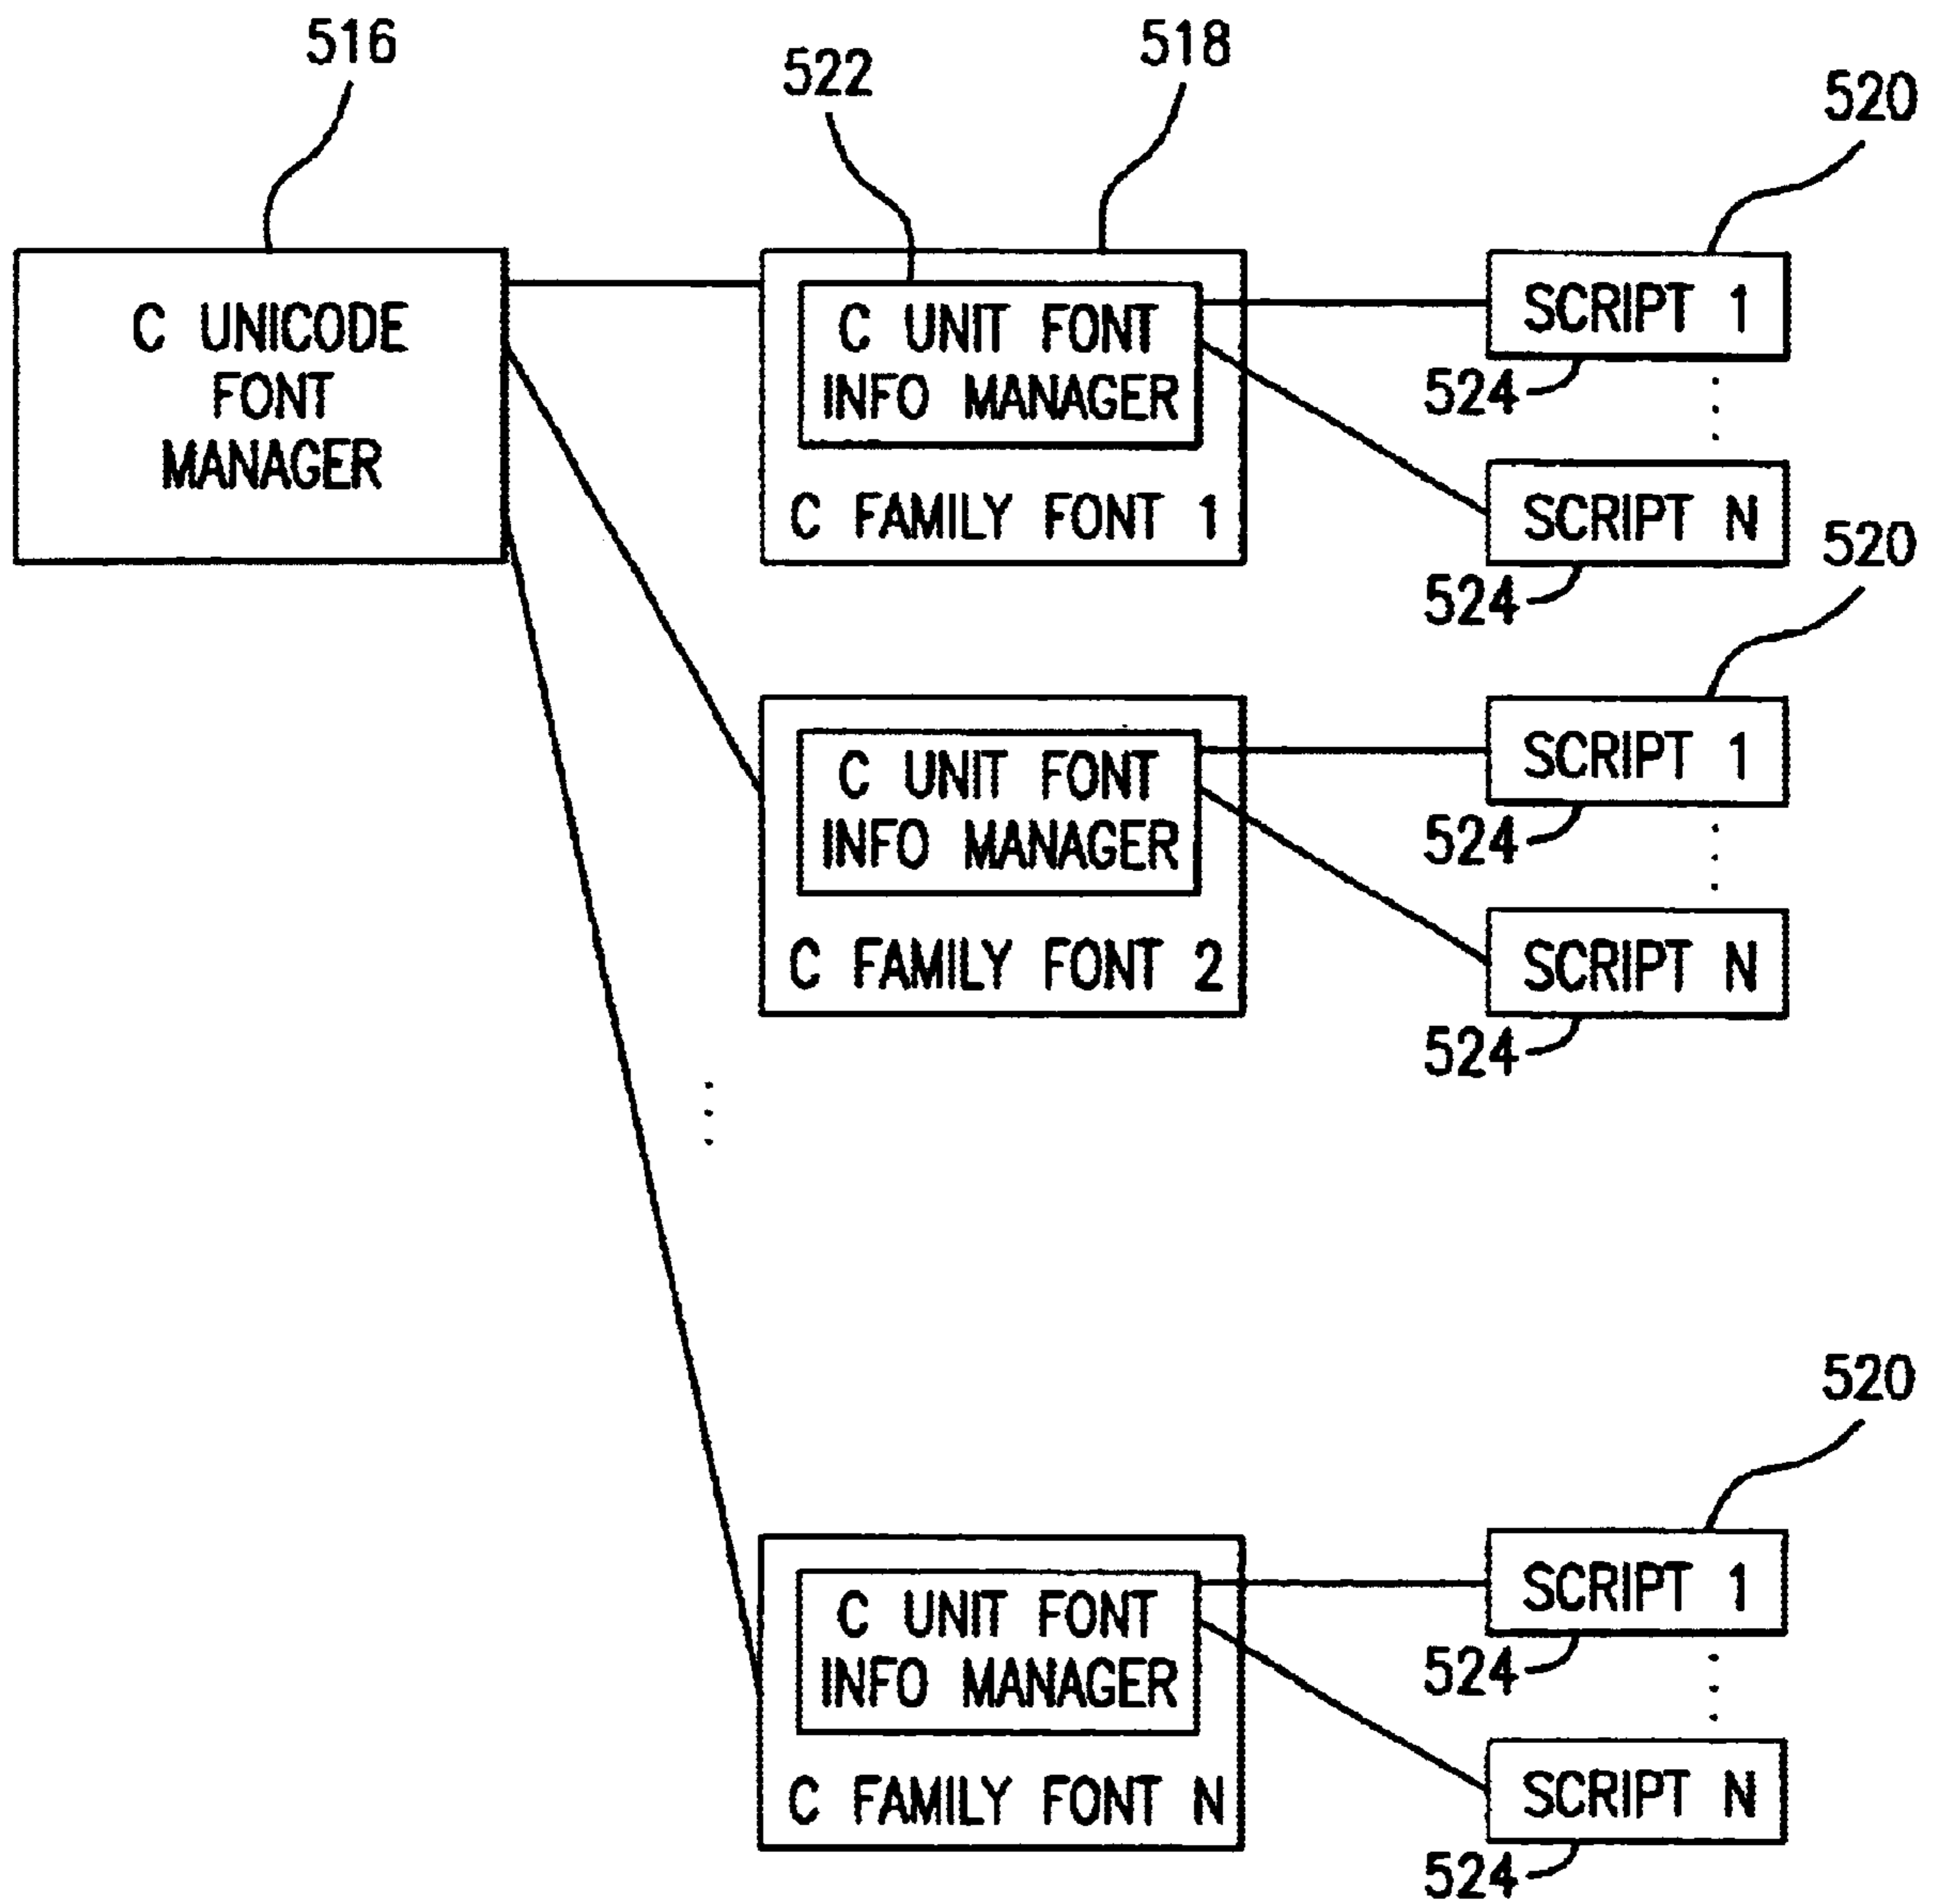 516
522
518
520
C UNICODE
FONT
MANAGER
C UNIT FONT
INFO MANAGER
C FAMILY FONT 1
SCRIPT 1
524
SCRIPT N
524
520
C UNIT FONT
INFO MANAGER
C FAMILY FONT 2
SCRIPT 1
524
SCRIPT N
524
520
C UNIT FONT
INFO MANAGER
C FAMILY FONT N
SCRIPT 1
524
SCRIPT N
524